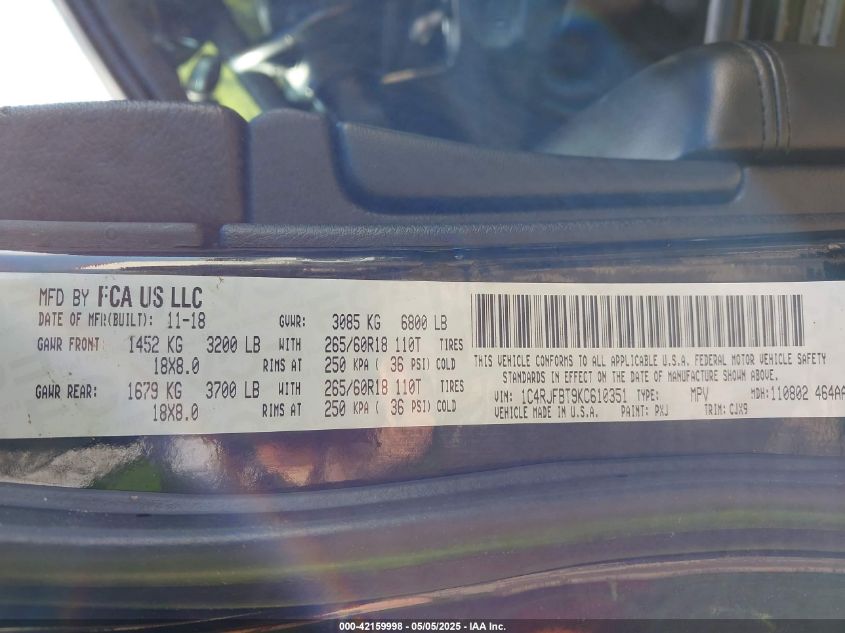 MFD BY FCA US LLC
DATE OF MFR(BUILT): 11-18 GVWR: 3085 KG 6800 LB
GAWR FRONT: 1452 KG 3200 LB WITH 265/60R18 110T TIRES
18X8.0 RIMS AT 250 KPA ( 36 PSI) COLD
GAWR REAR: 1679 KG 3700 LB WITH 265/60R18 110T TIRES
18X8.0 RIMS AT 250 KPA ( 36 PSI) COLD
THIS VEHICLE CONFORMS TO ALL APPLICABLE U.S.A. FEDERAL MOTOR VEHICLE SAFETY
STANDARDS IN EFFECT ON THE DATE OF MANUFACTURE SHOWN ABOVE.
VIN: 1C4RJFBT9KC610351 TYPE: MPV MDH: 110802 464AA
VEHICLE MADE IN U.S.A. PAINT: PXJ TRIM: CJX9
000-42159998 - 05/05/2025 - IAA Inc.